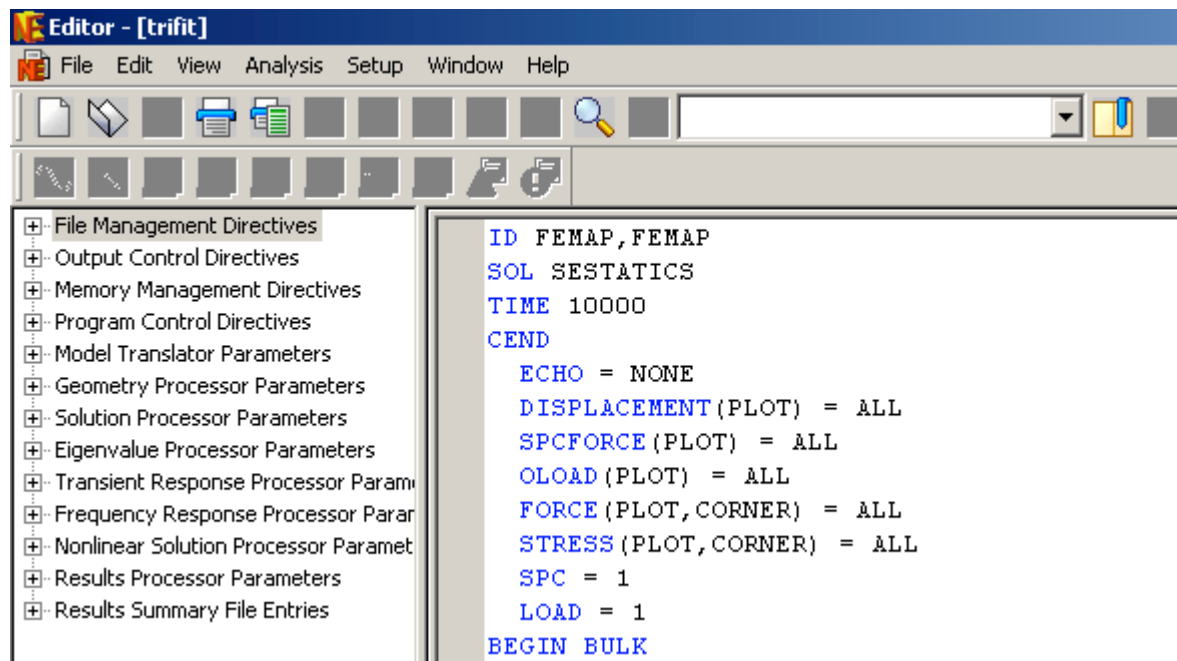 NE Editor - [trifit]
NE File Edit View Analysis Setup Window Help
File Management Directives
Output Control Directives
Memory Management Directives
Program Control Directives
Model Translator Parameters
Geometry Processor Parameters
Solution Processor Parameters
Eigenvalue Processor Parameters
Transient Response Processor Param
Frequency Response Processor Parar
Nonlinear Solution Processor Paramet
Results Processor Parameters
Results Summary File Entries
ID FEMAP,FEMAP
SOL SESTATICS
TIME 10000
CEND
ECHO = NONE
DISPLACEMENT(PLOT) = ALL
SPCFORCE(PLOT) = ALL
OLOAD(PLOT) = ALL
FORCE(PLOT,CORNER) = ALL
STRESS(PLOT,CORNER) = ALL
SPC = 1
LOAD = 1
BEGIN BULK